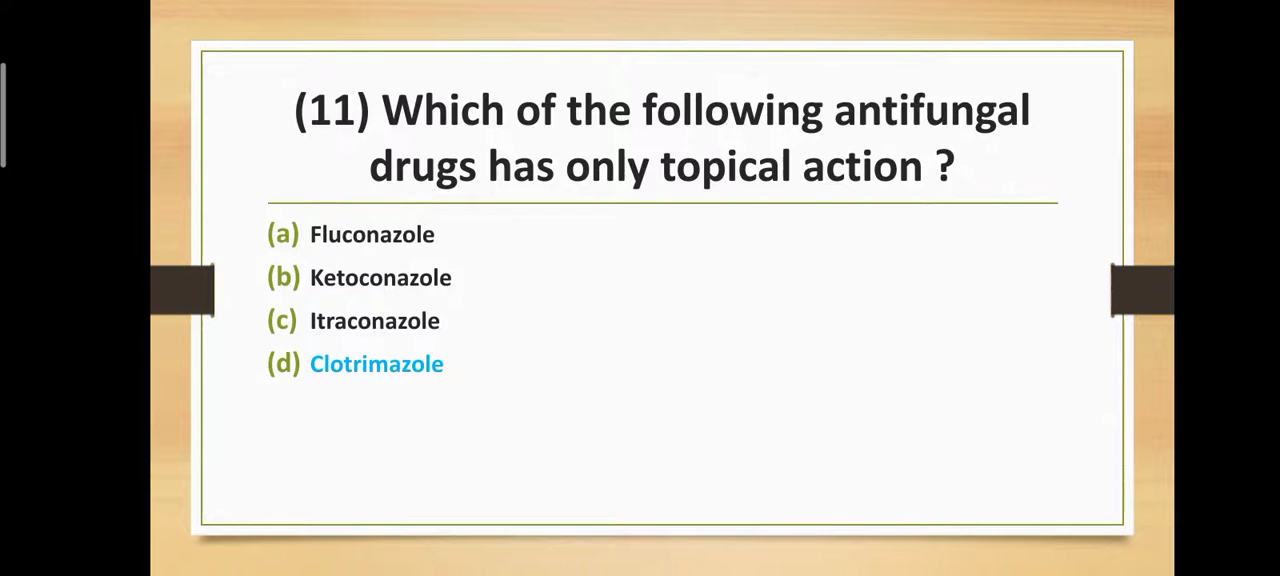 (11) Which of the following antifungal
drugs has only topical action ?
(a) Fluconazole
(b) Ketoconazole
(c) Itraconazole
(d) Clotrimazole